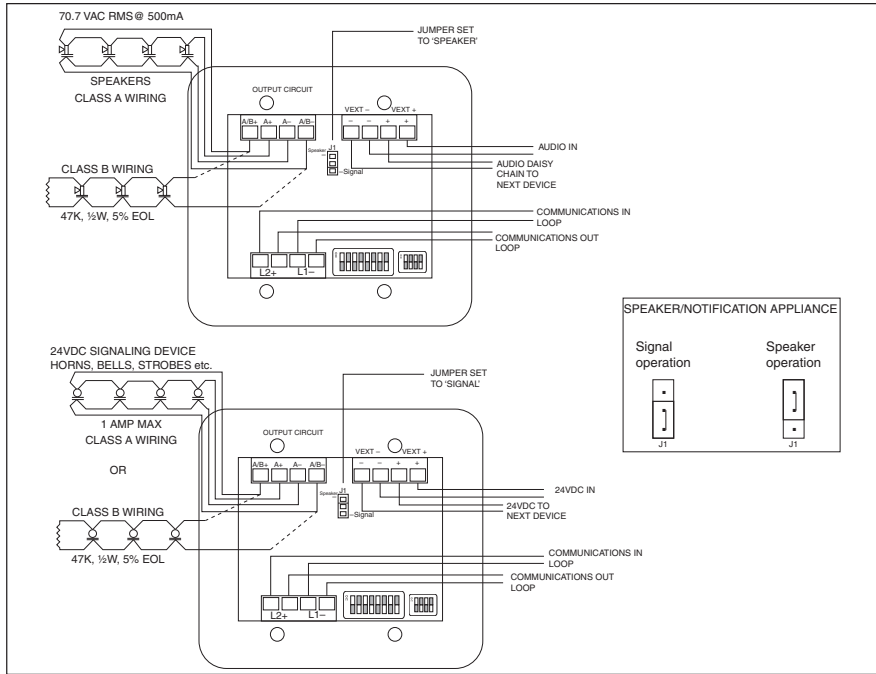 70.7 VAC RMS@ 500mA
JUMPER SET
TO 'SPEAKER'
SPEAKERS
CLASS A WIRING
OUTPUT CIRCUIT
VEXT – VEXT +
A/B+ A+ A– A/B–
– – + +
Speaker J1
–Signal
AUDIO IN
AUDIO DAISY
CHAIN TO
NEXT DEVICE
CLASS B WIRING
47K, ½W, 5% EOL
COMMUNICATIONS IN
LOOP
COMMUNICATIONS OUT
LOOP
L2+ L1–
SPEAKER/NOTIFICATION APPLIANCE
Signal
operation
Speaker
operation
J1
J1
24VDC SIGNALING DEVICE
HORNS, BELLS, STROBES etc.
JUMPER SET
TO 'SIGNAL'
1 AMP MAX
CLASS A WIRING
OR
OUTPUT CIRCUIT
VEXT – VEXT +
A/B+ A+ A– A/B–
– – + +
Speaker J1
–Signal
24VDC IN
24VDC TO
NEXT DEVICE
CLASS B WIRING
47K, ½W, 5% EOL
COMMUNICATIONS IN
LOOP
COMMUNICATIONS OUT
LOOP
L2+ L1–